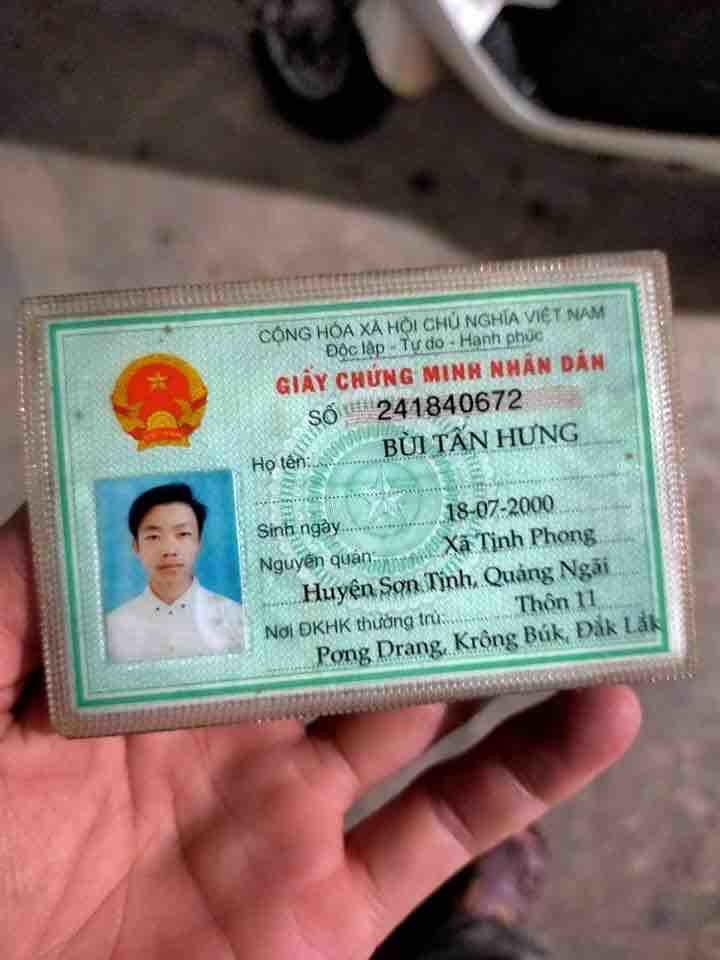 CỘNG HÒA XÃ HỘI CHỦ NGHĨA VIỆT NAM
Độc lập - Tự do - Hạnh phúc
GIẤY CHỨNG MINH NHÂN DÂN
SỐ 241840672
Họ tên: BÙI TẤN HƯNG
Sinh ngày 18-07-2000
Nguyên quán: Xã Tịnh Phong
Huyện Sơn Tịnh, Quảng Ngãi
Nơi ĐKHK thường trú: Thôn 11
Pơng Drang, Krông Búk, Đắk Lắk